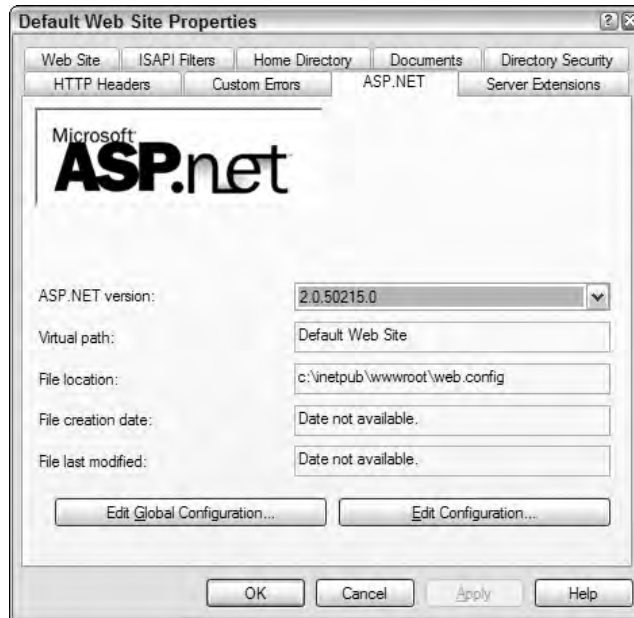 Default Web Site Properties
Web Site ISAPI Filters Home Directory Documents Directory Security
HTTP Headers Custom Errors ASP.NET Server Extensions
Microsoft
ASP.net
ASP.NET version: 2.0.50215.0
Virtual path: Default Web Site
File location: c:\inetpub\wwwroot\web.config
File creation date: Date not available.
File last modified: Date not available.
Edit Global Configuration... Edit Configuration...
OK Cancel Apply Help